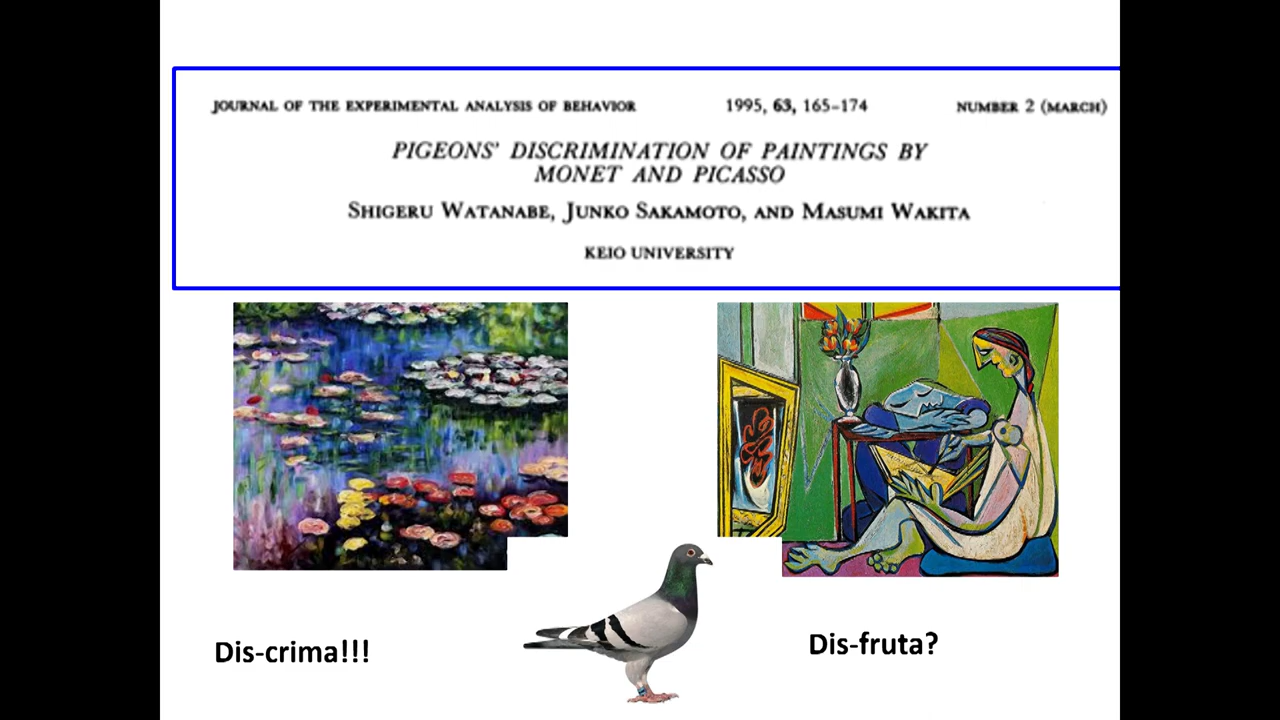 JOURNAL OF THE EXPERIMENTAL ANALYSIS OF BEHAVIOR 1995, 63, 165–174 NUMBER 2 (MARCH)
PIGEONS' DISCRIMINATION OF PAINTINGS BY
MONET AND PICASSO
SHIGERU WATANABE, JUNKO SAKAMOTO, AND MASUMI WAKITA
KEIO UNIVERSITY
Dis-crima!!!
Dis-fruta?